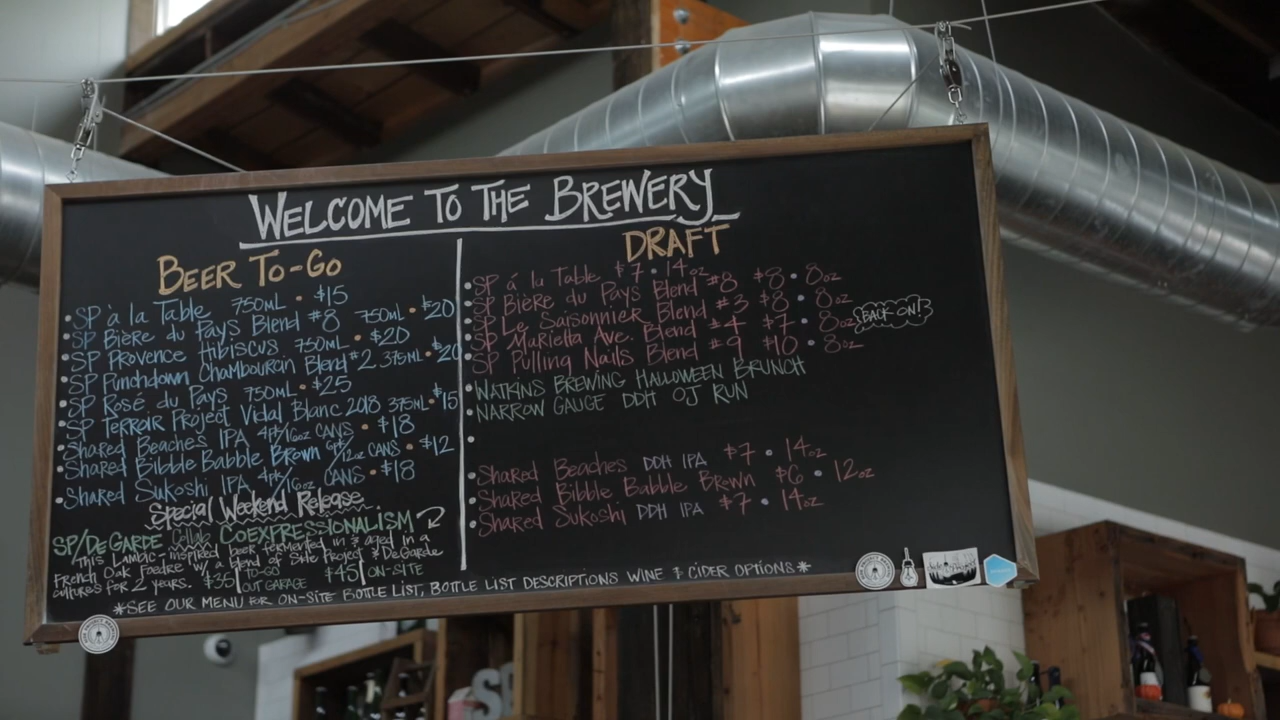 WELCOME TO THE BREWERY
BEER TO-GO
• SP à la Table 750ML • $15
• SP Bière du Pays Blend #8 750ML • $20
• SP Provence Hibiscus 750ML • $20
• SP Punchdown Chambourcin Blend #2 375ML • $20
• SP Rosé du Pays 750ML • $25
• SP Terroir Project Vidal Blanc 2018 375ML • $15
• Shared Beaches IPA 4pk/16oz CANS • $18
• Shared Bibble Babble Brown 6pk/12oz CANS • $12
• Shared Sukoshi IPA 4pk/16oz CANS • $18
Special Weekend Release
SP/DeGARDE Collab COEXPRESSIONALISM
This Lambic-inspired beer fermented in & aged in a
French Oak Foedre w/ a blend of Side Project & DeGarde
cultures for 2 years. $35 TO-GO OUT GARAGE $45 ON-SITE
DRAFT
• SP á la Table $7 • 14oz
• SP Bière du Pays Blend #8 $8 • 8oz
• SP Le Saisonnier Blend #3 $8 • 8oz
• SP Marietta Ave. Blend #4 $7 • 8oz (BACK ON!)
• SP Pulling Nails Blend #9 $10 • 8oz
• WATKINS BREWING HALLOWEEN BRUNCH
• NARROW GAUGE DDH OJ RUN
•
• Shared Beaches DDH IPA $7 • 14oz
• Shared Bibble Babble Brown $6 • 12oz
• Shared Sukoshi DDH IPA $7 • 14oz
*SEE OUR MENU FOR ON-SITE BOTTLE LIST, BOTTLE LIST DESCRIPTIONS WINE & CIDER OPTIONS*
Side Project